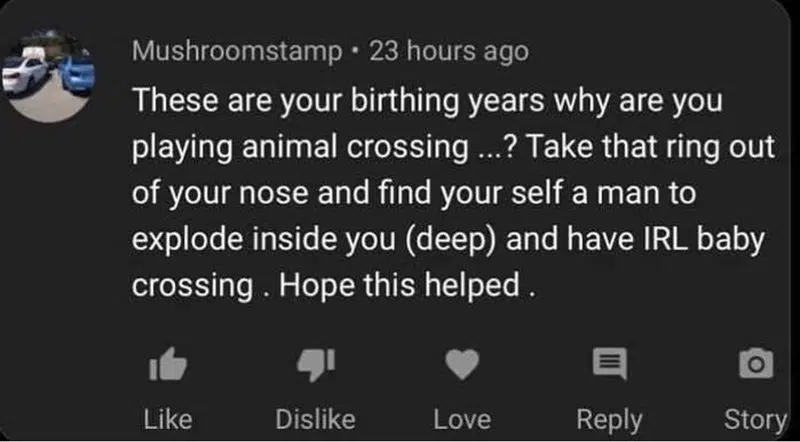 Mushroomstamp • 23 hours ago
These are your birthing years why are you
playing animal crossing ...? Take that ring out
of your nose and find your self a man to
explode inside you (deep) and have IRL baby
crossing . Hope this helped .
Like Dislike Love Reply Story